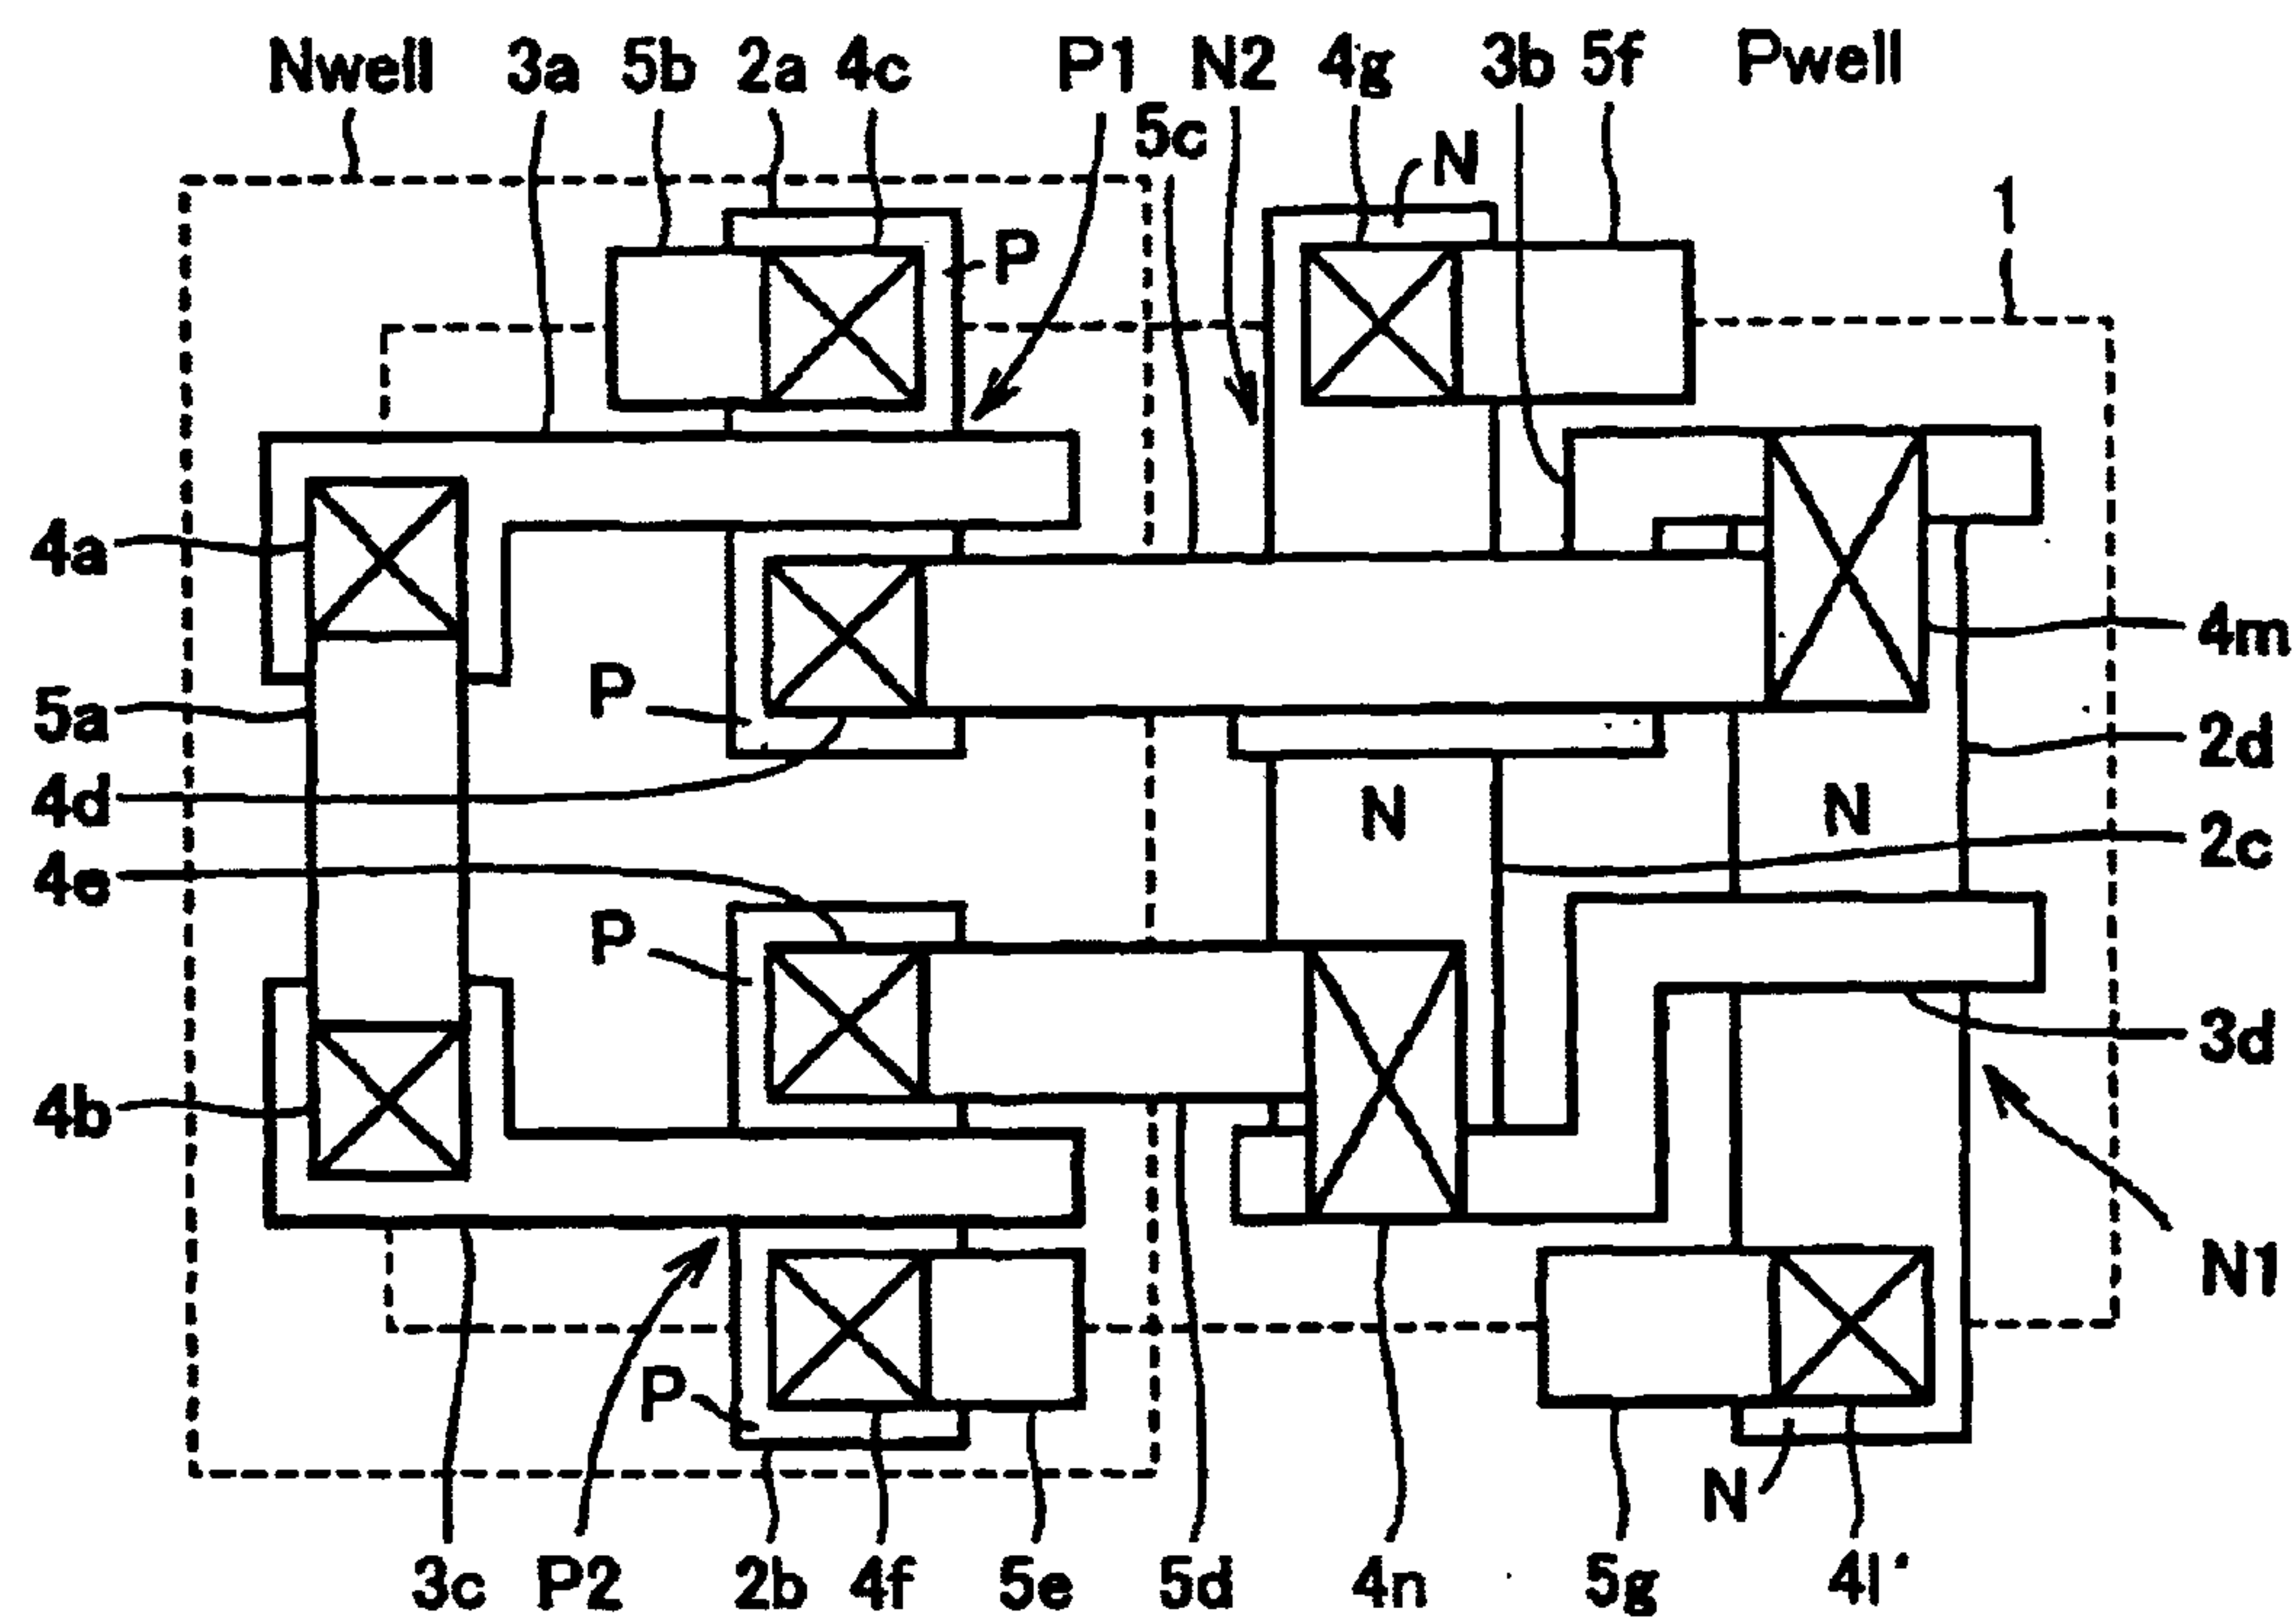 Nwell 3a 5b 2a 4c P1 N2 4g 3b 5f Pwell
5c
N
1
P
4a
4m
P
5a
2d
4d
N
N
2c
4e
P
3d
4b
N1
P
N
3c P2 2b 4f 5e 5d 4n 5g 4l